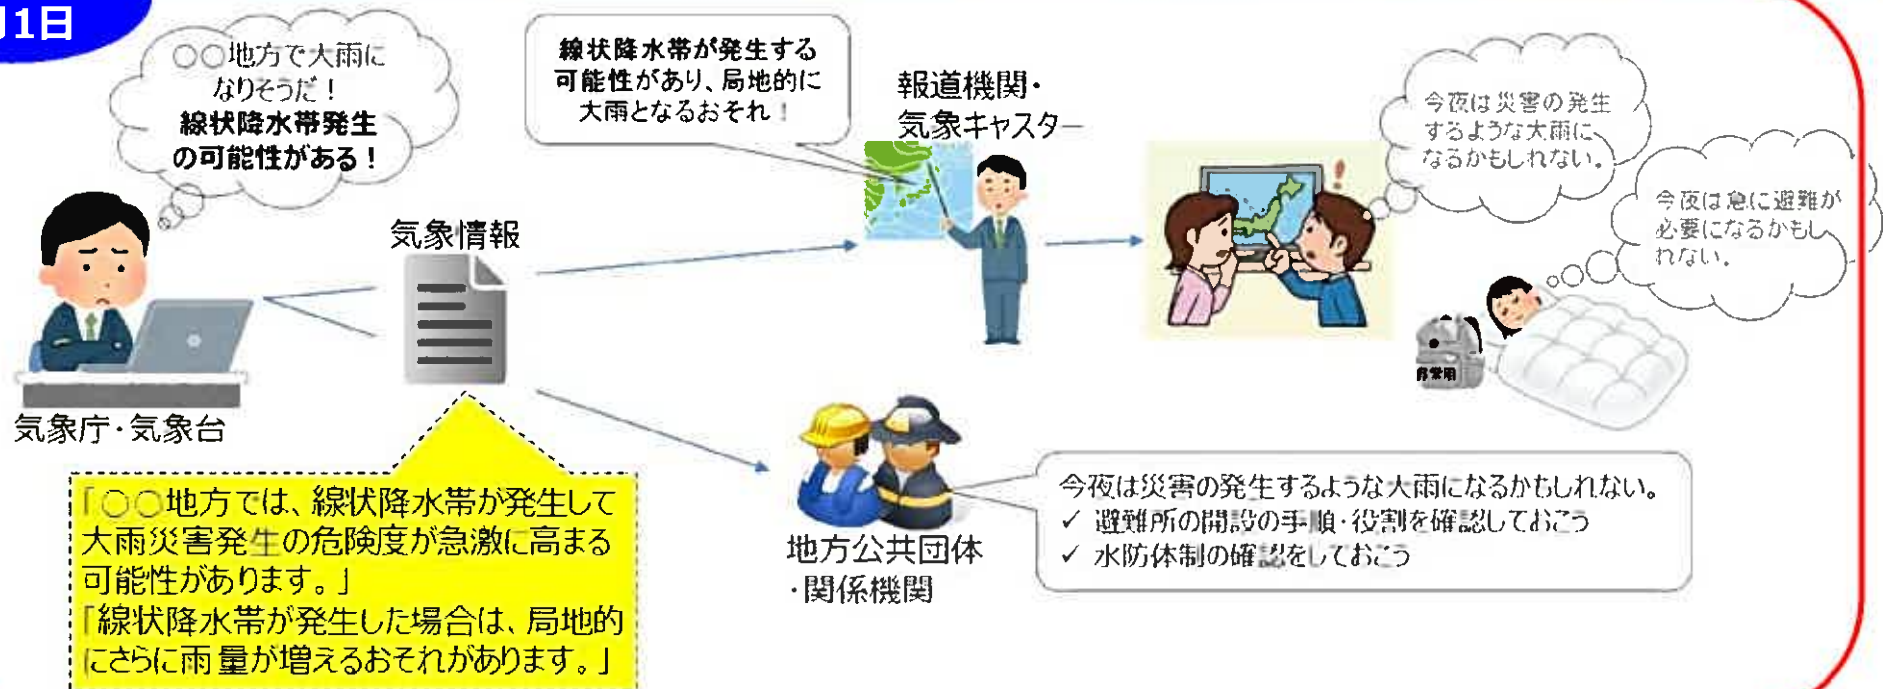 月1日
○○地方で大雨に
なりそうだ！
線状降水帯発生
の可能性がある！
気象庁・気象台
気象情報
「○○地方では、線状降水帯が発生して
大雨災害発生の危険度が急激に高まる
可能性があります。」
「線状降水帯が発生した場合は、局地的
にさらに雨量が増えるおそれがあります。」
線状降水帯が発生する
可能性があり、局地的に
大雨となるおそれ！
報道機関・
気象キャスター
今夜は災害の発生
するような大雨に
なるかもしれない。
今夜は急に避難が
必要になるかもし
れない。
非常用
地方公共団体
・関係機関
今夜は災害の発生するような大雨になるかもしれない。
✓ 避難所の開設の手順・役割を確認しておこう
✓ 水防体制の確認をしておこう